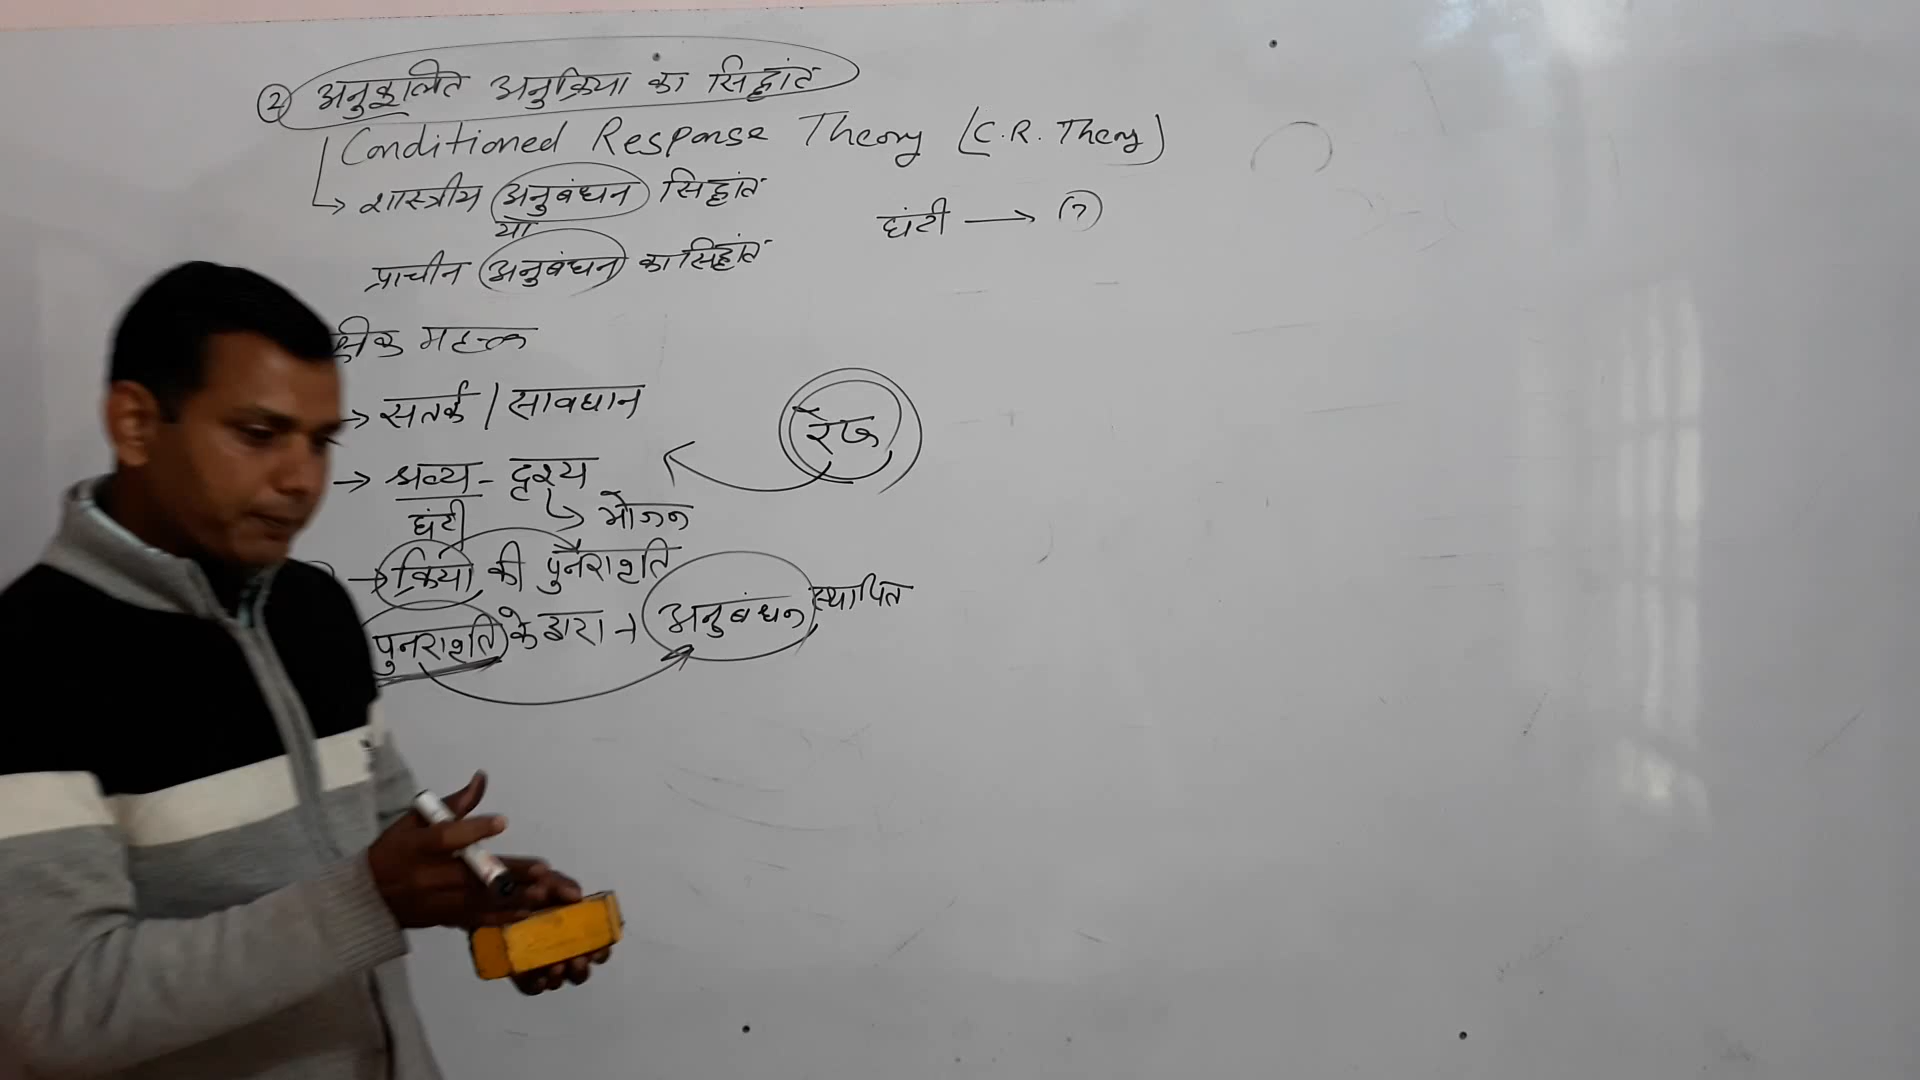 ② अनुकूलित अनुक्रिया का सिद्धांत
Conditioned Response Theory (C.R. Theory)
→ शास्त्रीय अनुबंधन सिद्धांत
या
प्राचीन अनुबंधन का सिद्धांत
घंटी → (?)
महत्व
→ सतर्क / सावधान
→ श्रव्य - दृश्य
घंटी → भोजन
→ क्रिया की पुनरावृति
पुनरावृति के द्वारा → अनुबंधन स्थापित